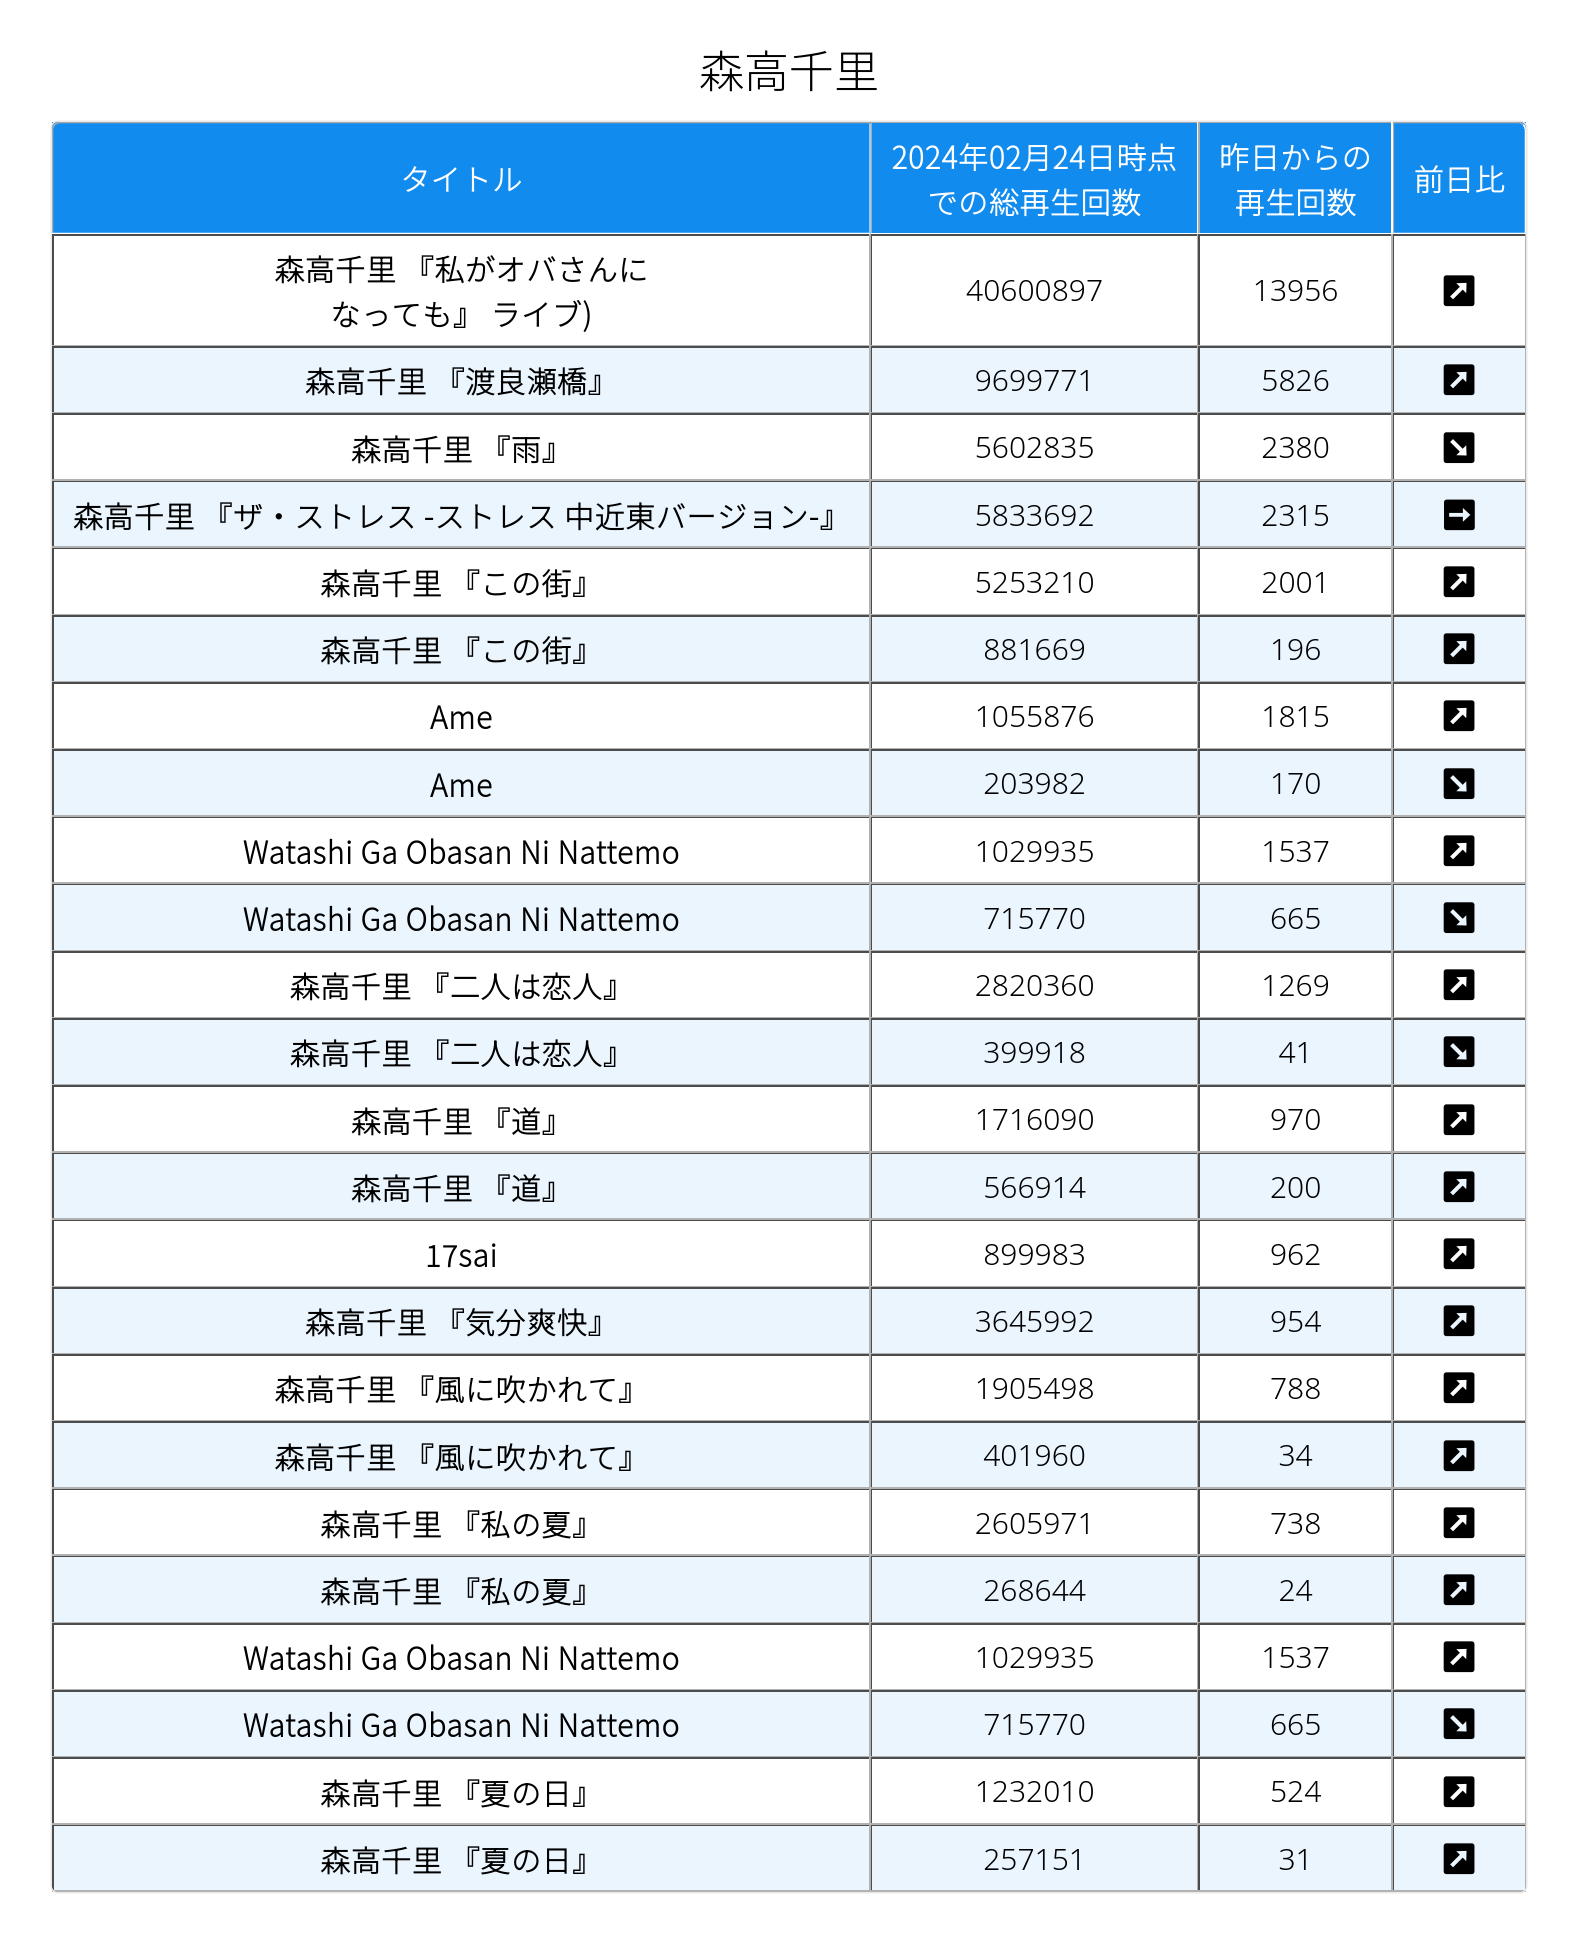 森高千里
タイトル
2024年02月24日時点
での総再生回数
昨日からの
再生回数
前日比
森高千里 『私がオバさんに
なっても』 ライブ)
40600897 13956
森高千里 『渡良瀬橋』 9699771 5826
森高千里 『雨』 5602835 2380
森高千里 『ザ・ストレス -ストレス 中近東バージョン-』 5833692 2315
森高千里 『この街』 5253210 2001
森高千里 『この街』 881669 196
Ame 1055876 1815
Ame 203982 170
Watashi Ga Obasan Ni Nattemo 1029935 1537
Watashi Ga Obasan Ni Nattemo 715770 665
森高千里 『二人は恋人』 2820360 1269
森高千里 『二人は恋人』 399918 41
森高千里 『道』 1716090 970
森高千里 『道』 566914 200
17sai 899983 962
森高千里 『気分爽快』 3645992 954
森高千里 『風に吹かれて』 1905498 788
森高千里 『風に吹かれて』 401960 34
森高千里 『私の夏』 2605971 738
森高千里 『私の夏』 268644 24
Watashi Ga Obasan Ni Nattemo 1029935 1537
Watashi Ga Obasan Ni Nattemo 715770 665
森高千里 『夏の日』 1232010 524
森高千里 『夏の日』 257151 31